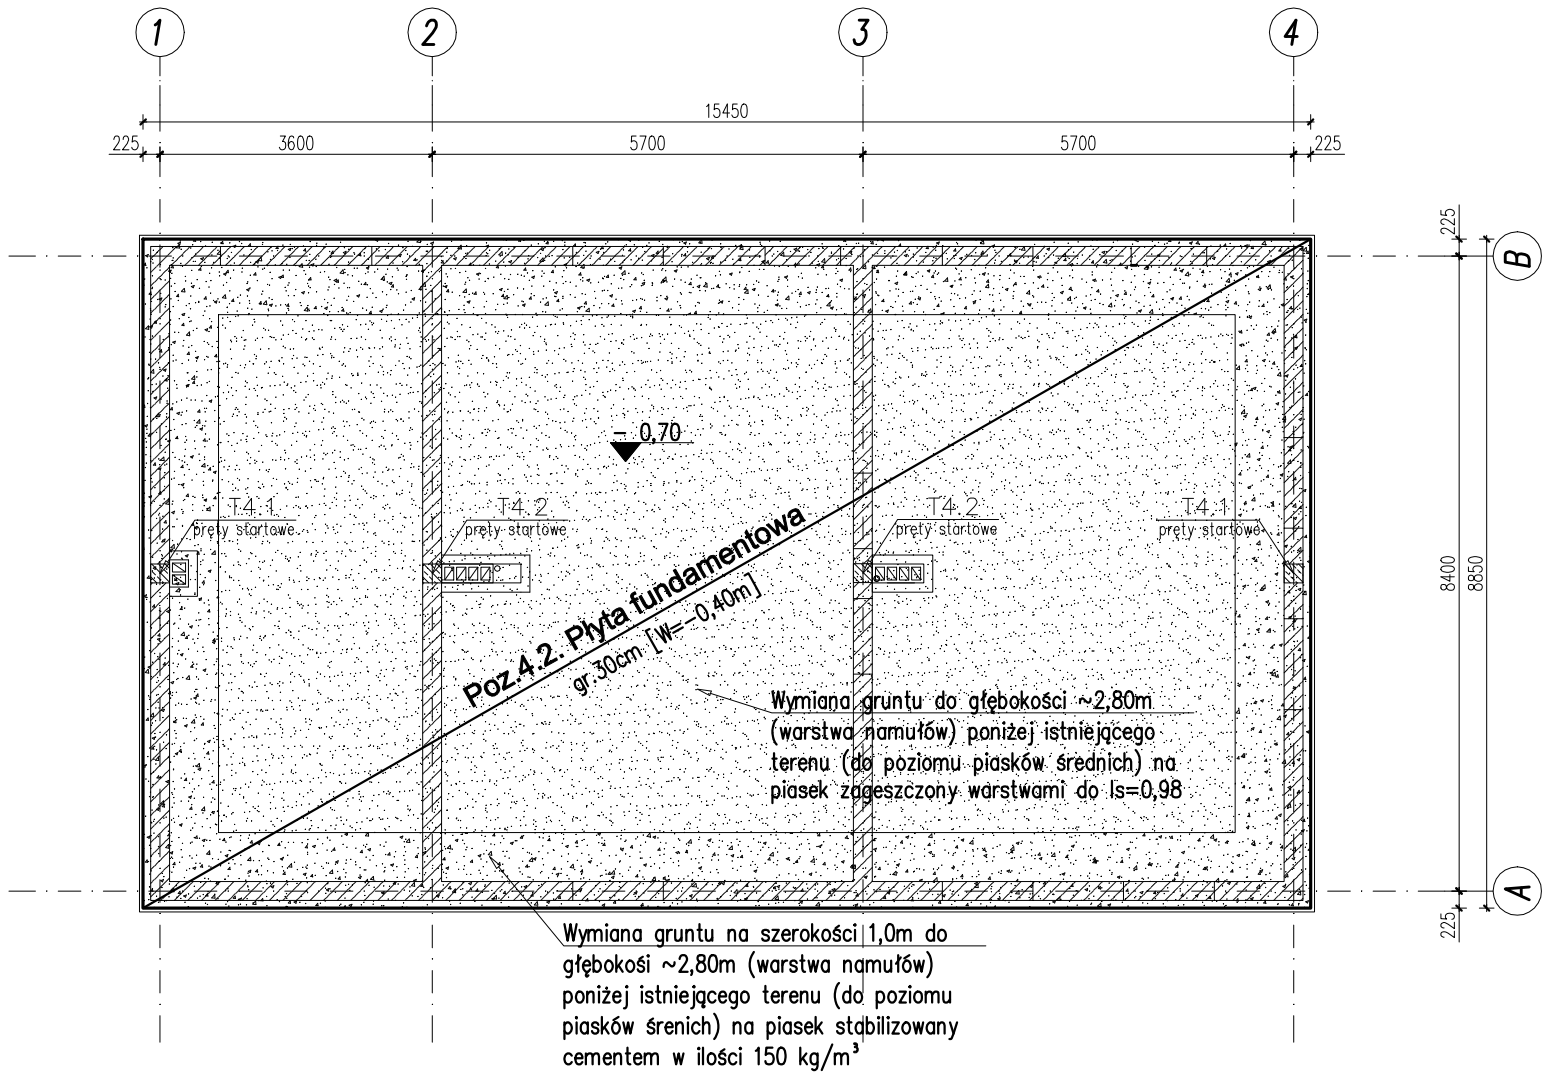 1 2 3 4
15450
225 3600 5700 5700 225
225
B
- 0,70
T4.1 T4.2 T4.2 T4.1
pręty startowe pręty startowe pręty startowe pręty startowe
8400 8850
Poz.4.2. Płyta fundamentowa
gr.30cm [W=-0,40m]
Wymiana gruntu do głębokości ~2,80m
(warstwa namułów) poniżej istniejącego
terenu (do poziomu piasków średnich) na
piasek zagęszczony warstwami do Is=0,98
A
225
Wymiana gruntu na szerokości 1,0m do
głębokośi ~2,80m (warstwa namułów)
poniżej istniejącego terenu (do poziomu
piasków śrenich) na piasek stabilizowany
cementem w ilości 150 kg/m³